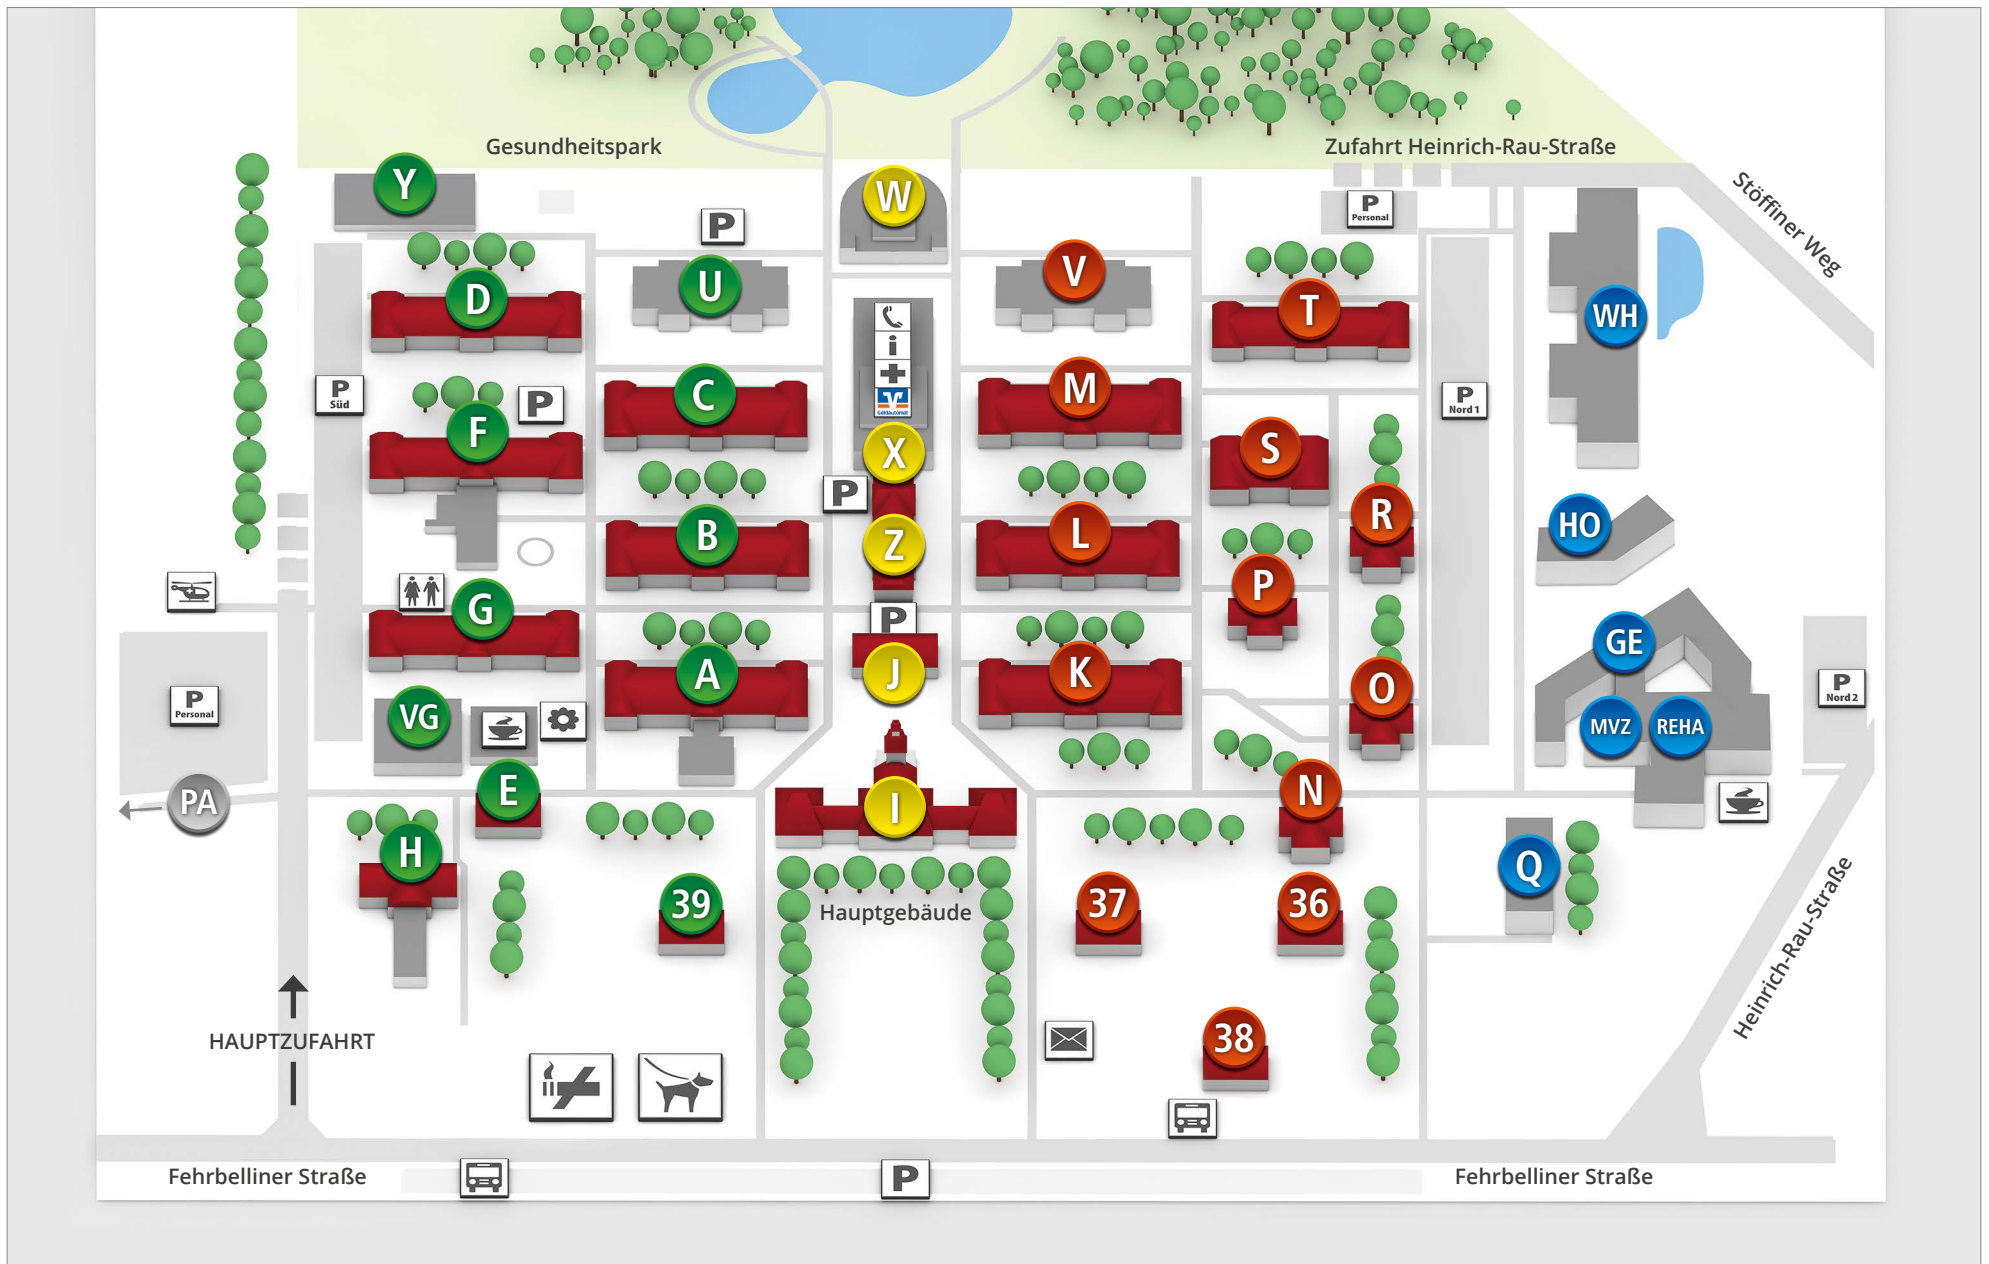 Gesundheitspark
Zufahrt Heinrich-Rau-Straße
Stöffiner Weg
Y
W
P
P
Personal
D
U
V
T
WH
i
P
Süd
F
P
C
Geldautomat
M
P
Nord 1
X
S
P
B
Z
L
R
HO
G
P
P
GE
A
J
K
O
P
Personal
VG
MVZ
REHA
P
Nord 2
PA
E
I
N
H
Q
39
Hauptgebäude
37
36
Heinrich-Rau-Straße
HAUPTZUFAHRT
38
Fehrbelliner Straße
P
Fehrbelliner Straße